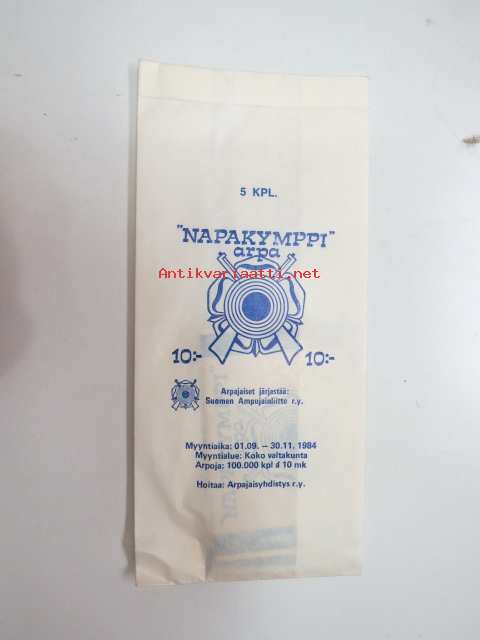 5 KPL.
"NAPAKYMPPI"
arpa
Antikvariaatti.net
10:- 10:-
Arpajaiset järjestää:
Suomen Ampujainliitto r.y.
Myyntiaika: 01.09. – 30.11. 1984
Myyntialue: Koko valtakunta
Arpoja: 100.000 kpl á 10 mk
Hoitaa: Arpajaisyhdistys r.y.